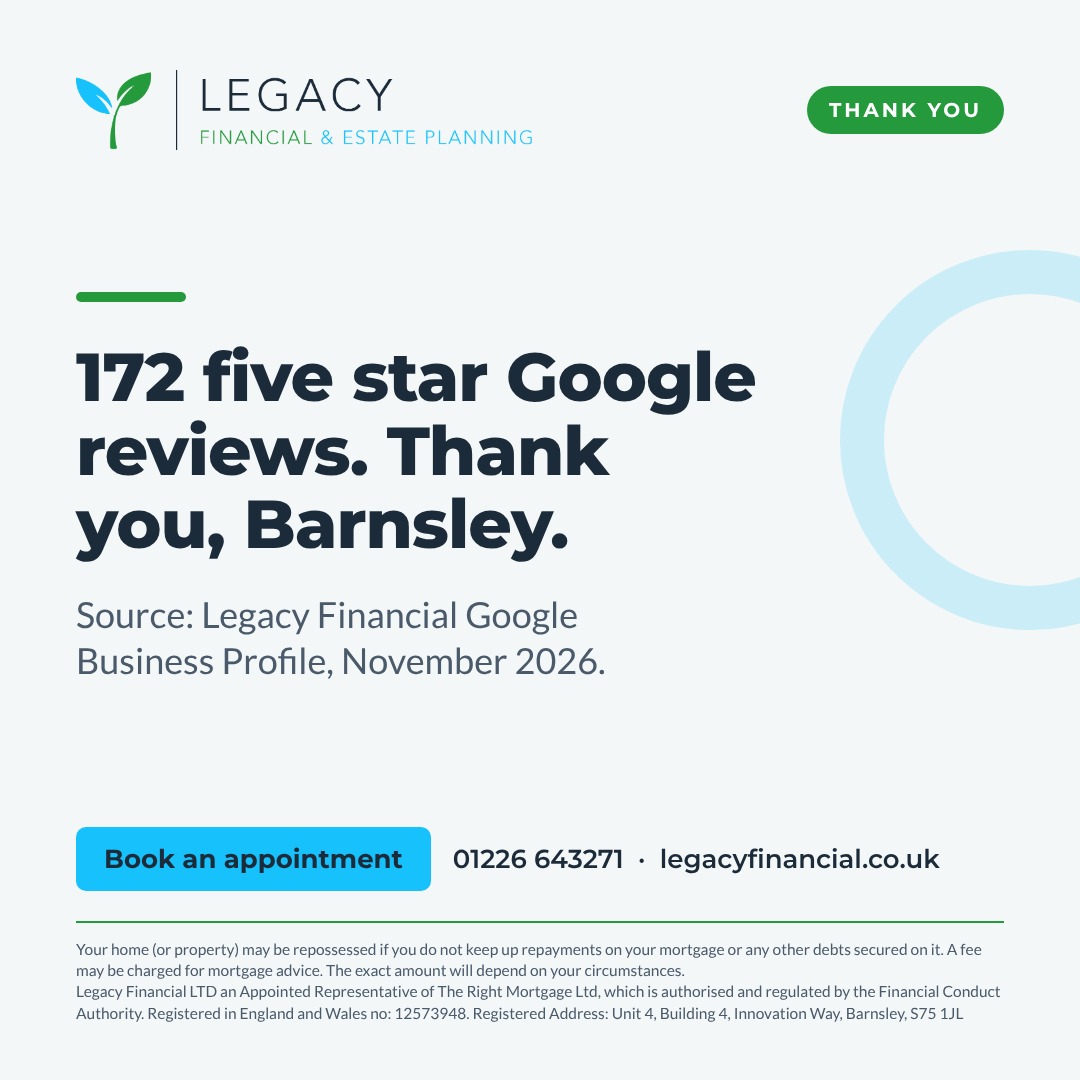 LEGACY
FINANCIAL & ESTATE PLANNING
THANK YOU
172 five star Google
reviews. Thank
you, Barnsley.
Source: Legacy Financial Google
Business Profile, November 2026.
Book an appointment
01226 643271 · legacyfinancial.co.uk
Your home (or property) may be repossessed if you do not keep up repayments on your mortgage or any other debts secured on it. A fee
may be charged for mortgage advice. The exact amount will depend on your circumstances.
Legacy Financial LTD an Appointed Representative of The Right Mortgage Ltd, which is authorised and regulated by the Financial Conduct
Authority. Registered in England and Wales no: 12573948. Registered Address: Unit 4, Building 4, Innovation Way, Barnsley, S75 1JL